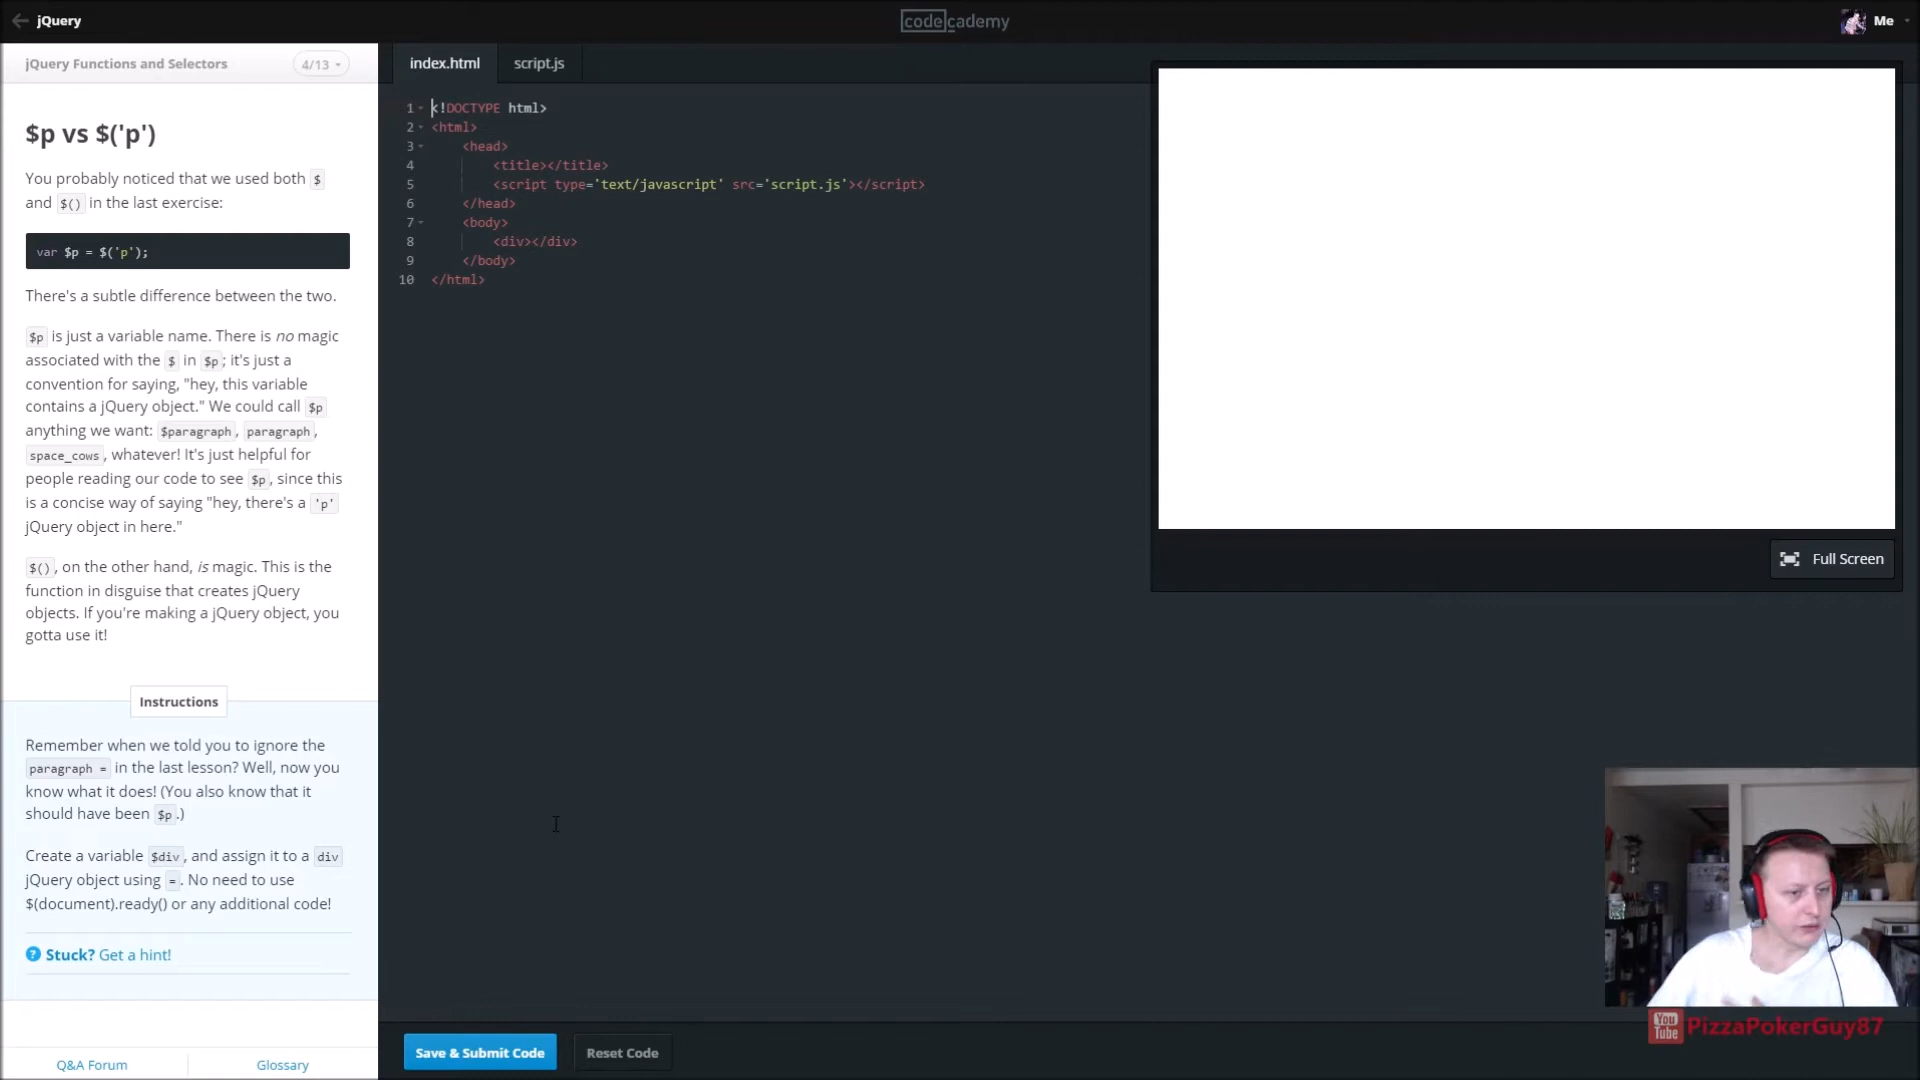 jQuery
codecademy
Me
jQuery Functions and Selectors
4/13
index.html
script.js
$p vs $('p')
You probably noticed that we used both $
and $() in the last exercise:
var $p = $('p');
There's a subtle difference between the two.
$p is just a variable name. There is no magic
associated with the $ in $p; it's just a
convention for saying, "hey, this variable
contains a jQuery object." We could call $p
anything we want: $paragraph, paragraph,
space_cows, whatever! It's just helpful for
people reading our code to see $p, since this
is a concise way of saying "hey, there's a 'p'
jQuery object in here."
$(), on the other hand, is magic. This is the
function in disguise that creates jQuery
objects. If you're making a jQuery object, you
gotta use it!
Instructions
Remember when we told you to ignore the
paragraph = in the last lesson? Well, now you
know what it does! (You also know that it
should have been $p.)
Create a variable $div, and assign it to a div
jQuery object using =. No need to use
$(document).ready() or any additional code!
? Stuck? Get a hint!
Q&A Forum
Glossary
1 <!DOCTYPE html>
2 <html>
3 <head>
4 <title></title>
5 <script type='text/javascript' src='script.js'></script>
6 </head>
7 <body>
8 <div></div>
9 </body>
10 </html>
Full Screen
Save & Submit Code
Reset Code
You Tube PizzaPokerGuy87